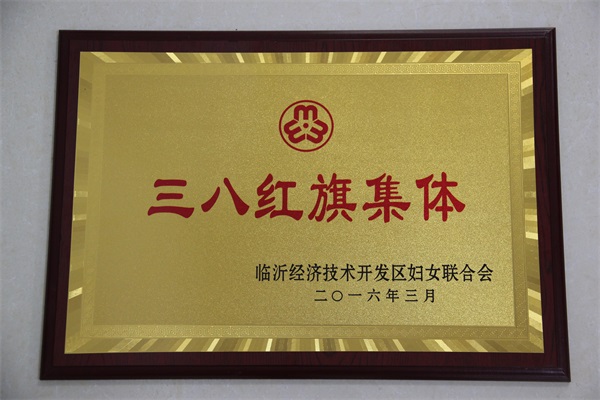 三八红旗集体
临沂经济技术开发区妇女联合会
二〇一六年三月